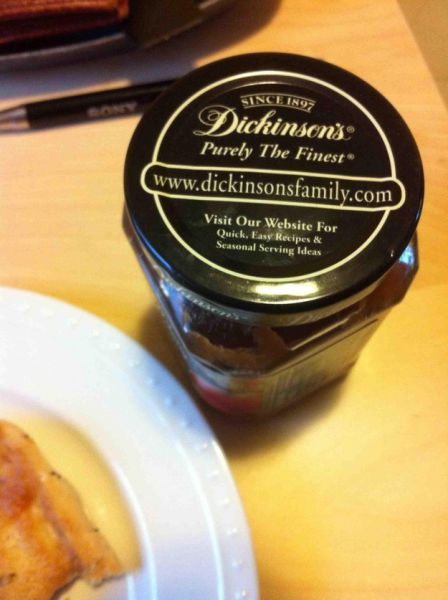 SONY
SINCE 1897
Dickinson's®
Purely The Finest®
www.dickinsonsfamily.com
Visit Our Website For
Quick, Easy Recipes &
Seasonal Serving Ideas